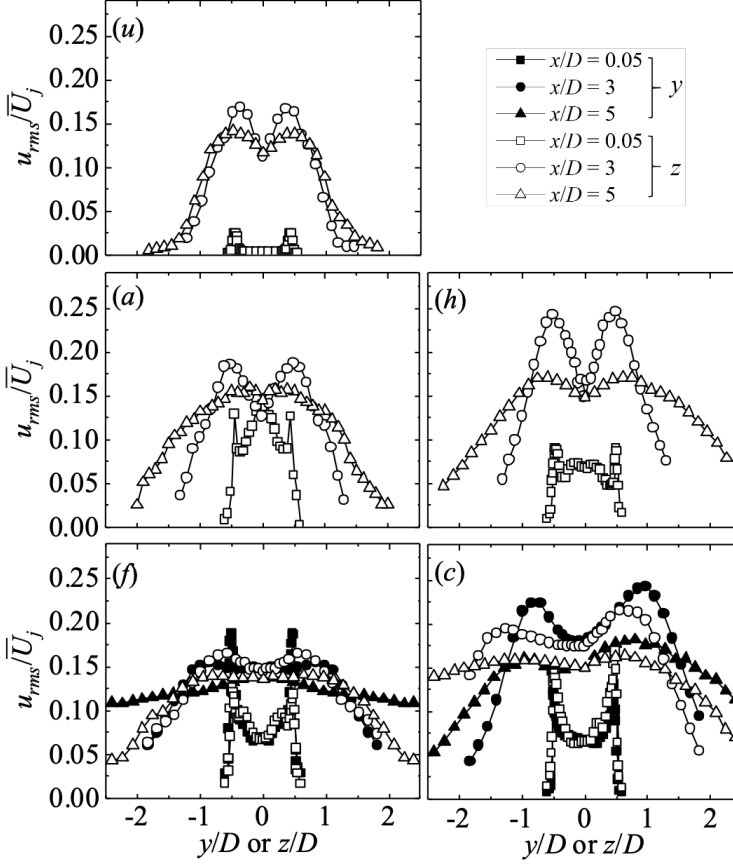 (u)
0.25
0.20
0.15
0.10
0.05
0.00
u_rms/U̅_j
x/D = 0.05
x/D = 3
x/D = 5
y
x/D = 0.05
x/D = 3
x/D = 5
z
(a)
0.25
0.20
0.15
0.10
0.05
0.00
u_rms/U̅_j
(h)
(f)
0.25
0.20
0.15
0.10
0.05
0.00
u_rms/U̅_j
-2 -1 0 1 2
y/D or z/D
(c)
-2 -1 0 1 2
y/D or z/D